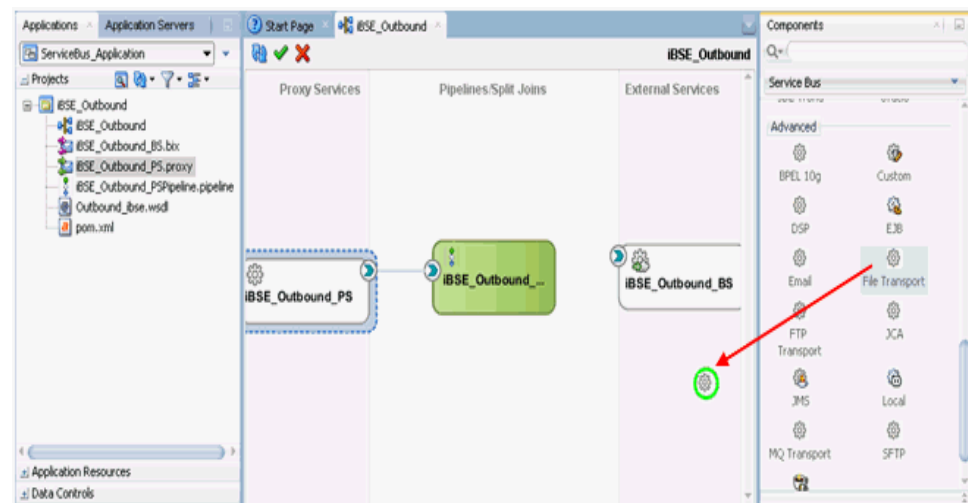 Applications
Application Servers
ServiceBus_Application
Projects
iBSE_Outbound
iBSE_Outbound
iBSE_Outbound_BS.bix
iBSE_Outbound_PS.proxy
iBSE_Outbound_PSPipeline.pipeline
Outbound_ibse.wsdl
pom.xml
Application Resources
Data Controls
Start Page
iBSE_Outbound
iBSE_Outbound
Proxy Services
Pipelines/Split Joins
External Services
iBSE_Outbound_PS
iBSE_Outbound_...
iBSE_Outbound_BS
Components
Service Bus
Advanced
BPEL 10g
Custom
DSP
EJB
Email
File Transport
FTP
Transport
JCA
JMS
Local
MQ Transport
SFTP